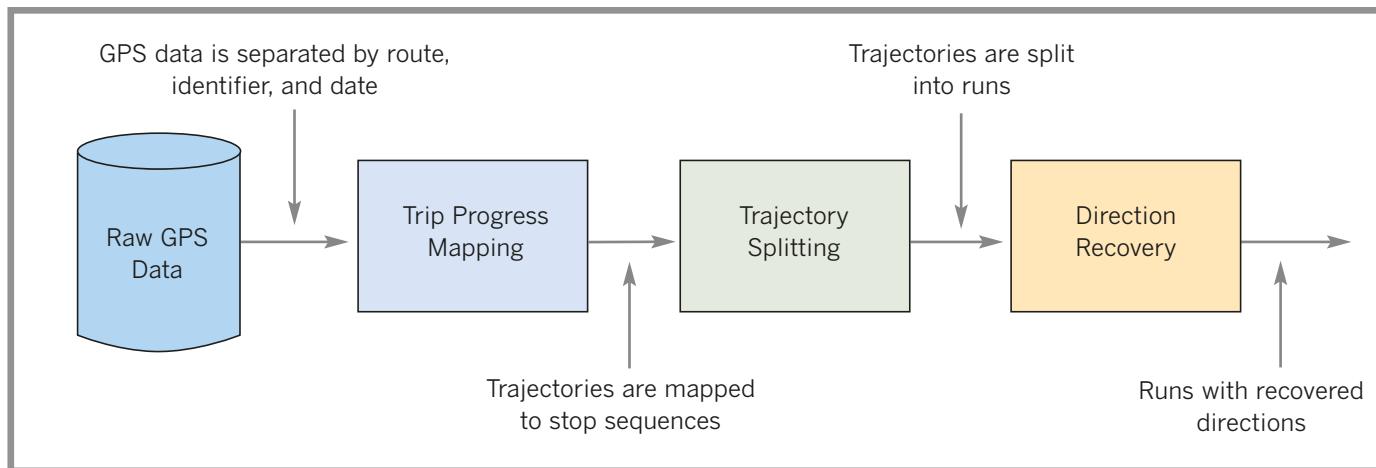 GPS data is separated by route,
identifier, and date
Trajectories are split
into runs
Raw GPS
Data
Trip Progress
Mapping
Trajectory
Splitting
Direction
Recovery
Trajectories are mapped
to stop sequences
Runs with recovered
directions